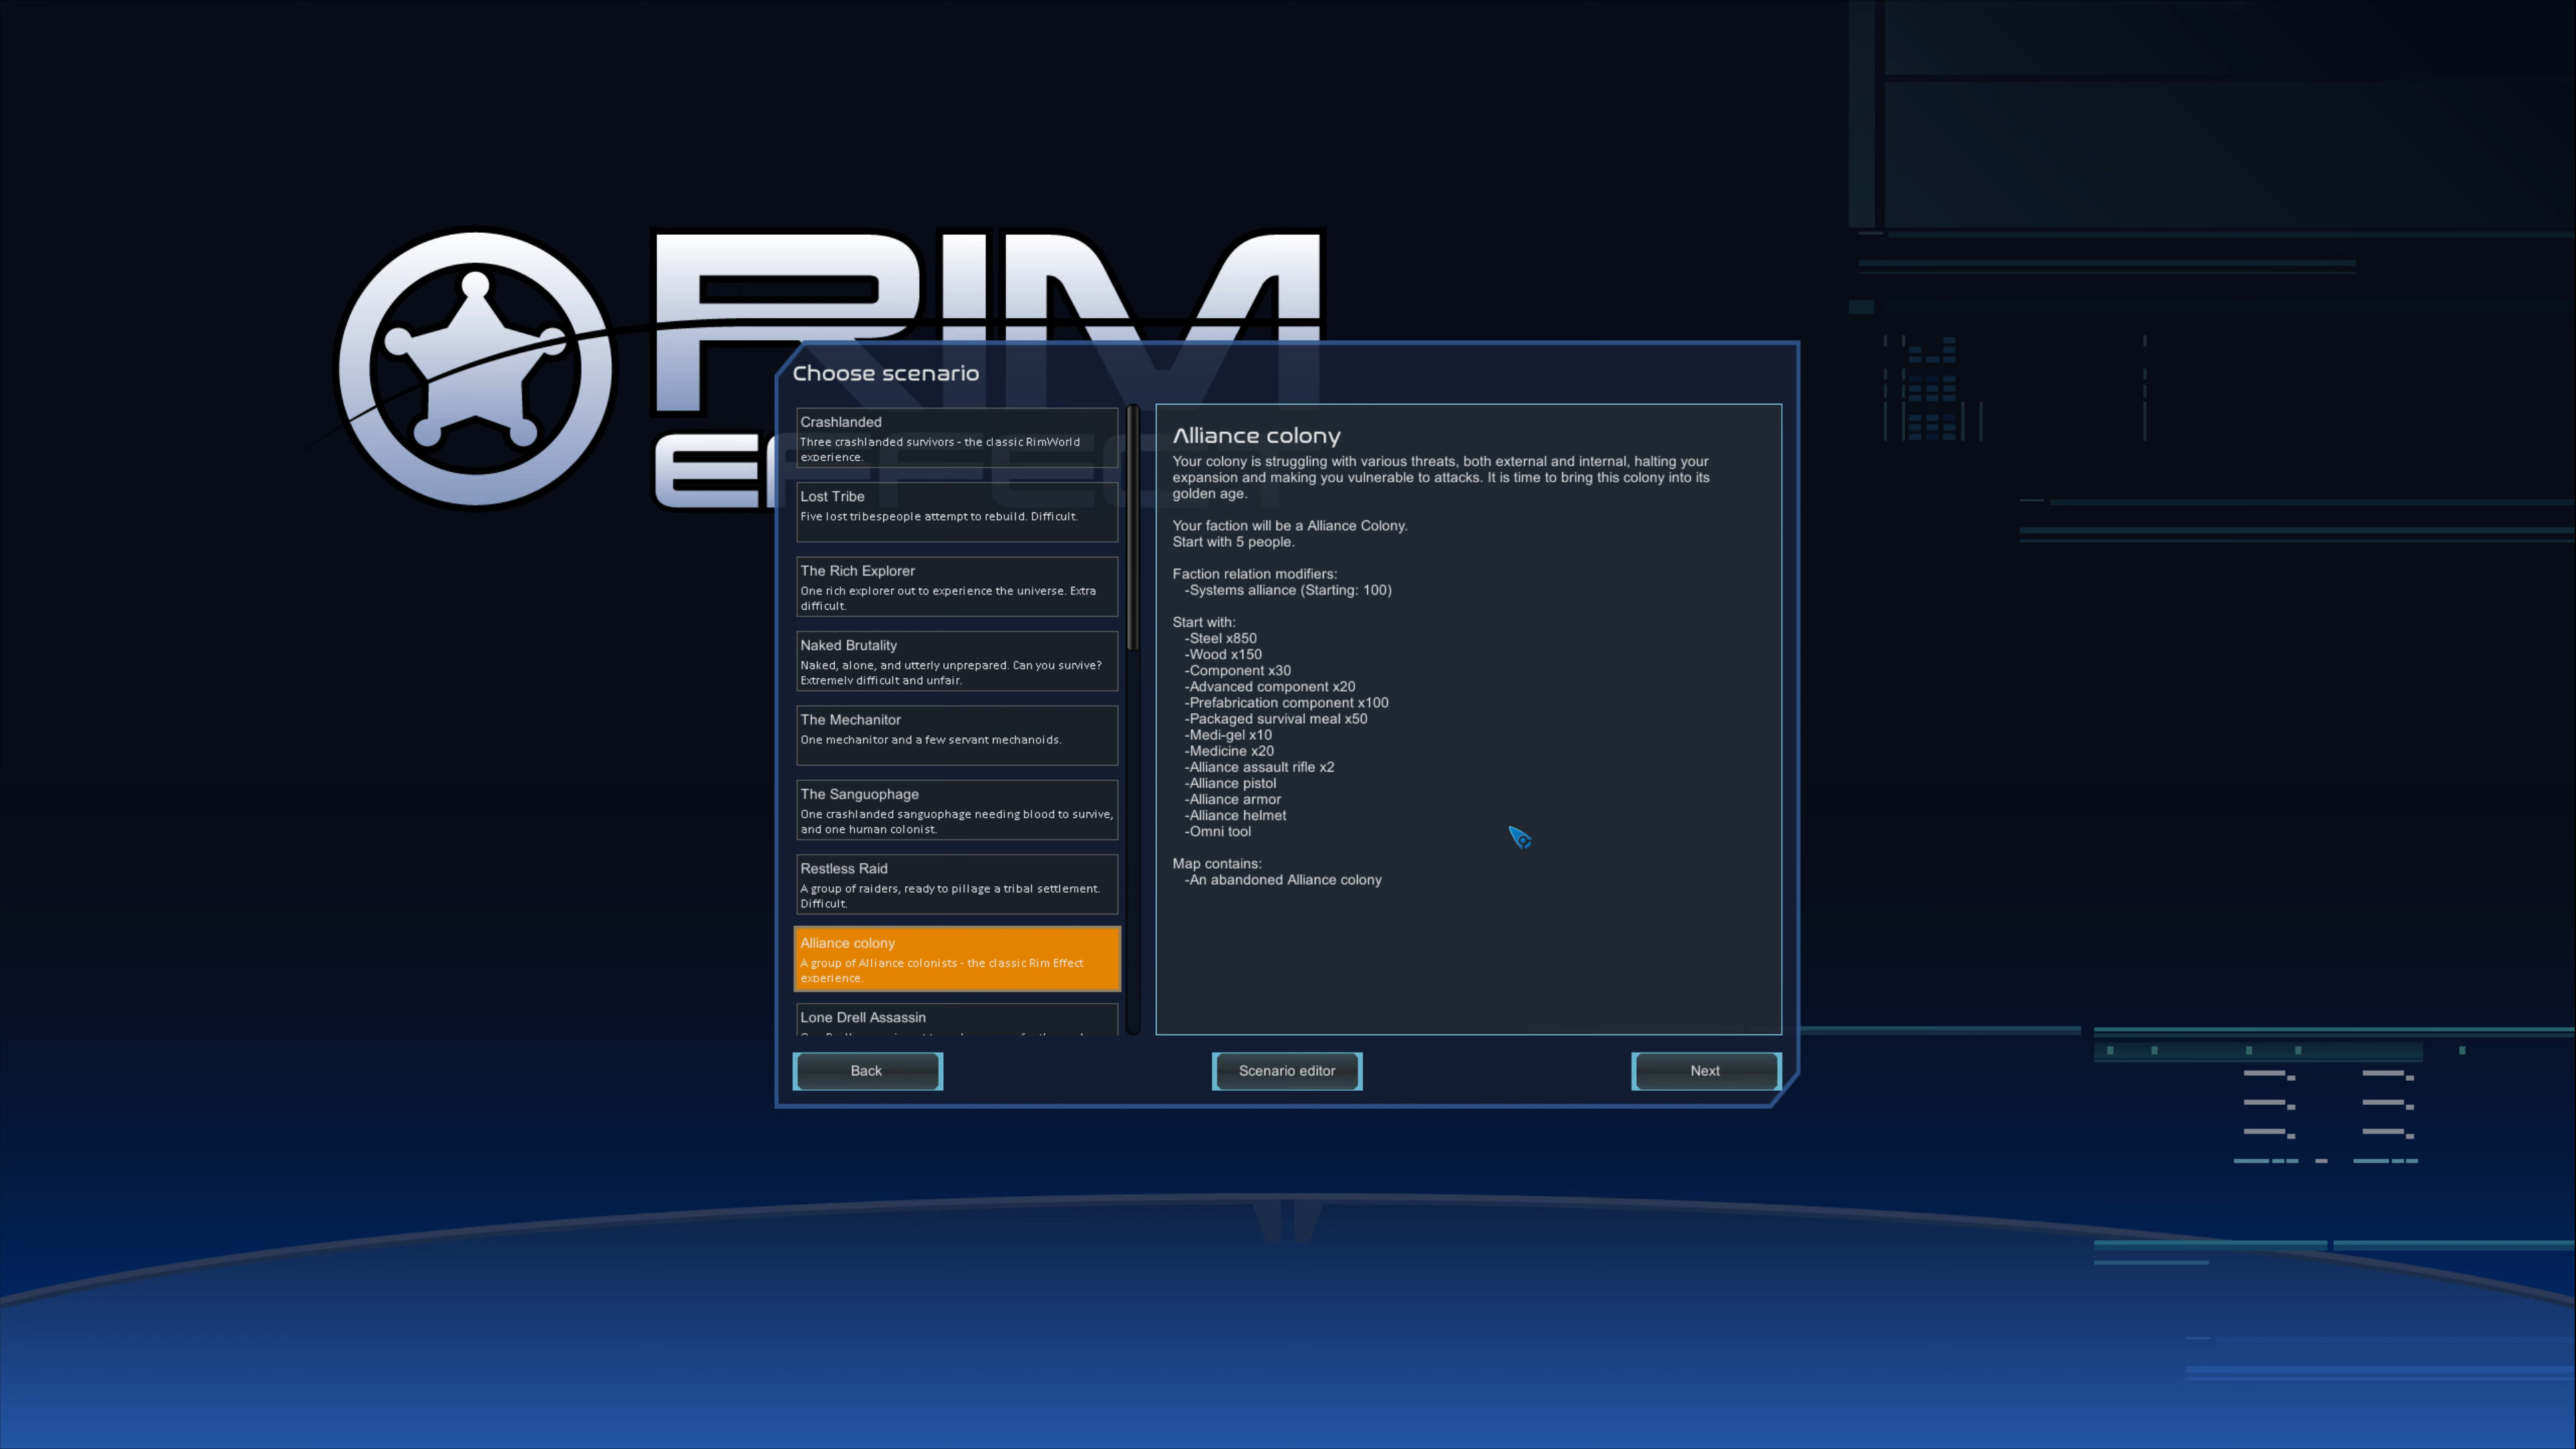 RIM
EFFECT
Choose scenario
Crashlanded
Three crashlanded survivors - the classic RimWorld
experience.
Lost Tribe
Five lost tribespeople attempt to rebuild. Difficult.
The Rich Explorer
One rich explorer out to experience the universe. Extra
difficult.
Naked Brutality
Naked, alone, and utterly unprepared. Can you survive?
Extremely difficult and unfair.
The Mechanitor
One mechanitor and a few servant mechanoids.
The Sanguophage
One crashlanded sanguophage needing blood to survive,
and one human colonist.
Restless Raid
A group of raiders, ready to pillage a tribal settlement.
Difficult.
Alliance colony
A group of Alliance colonists - the classic Rim Effect
experience.
Lone Drell Assassin
Alliance colony
Your colony is struggling with various threats, both external and internal, halting your
expansion and making you vulnerable to attacks. It is time to bring this colony into its
golden age.
Your faction will be a Alliance Colony.
Start with 5 people.
Faction relation modifiers:
-Systems alliance (Starting: 100)
Start with:
-Steel x850
-Wood x150
-Component x30
-Advanced component x20
-Prefabrication component x100
-Packaged survival meal x50
-Medi-gel x10
-Medicine x20
-Alliance assault rifle x2
-Alliance pistol
-Alliance armor
-Alliance helmet
-Omni tool
Map contains:
-An abandoned Alliance colony
Back
Scenario editor
Next